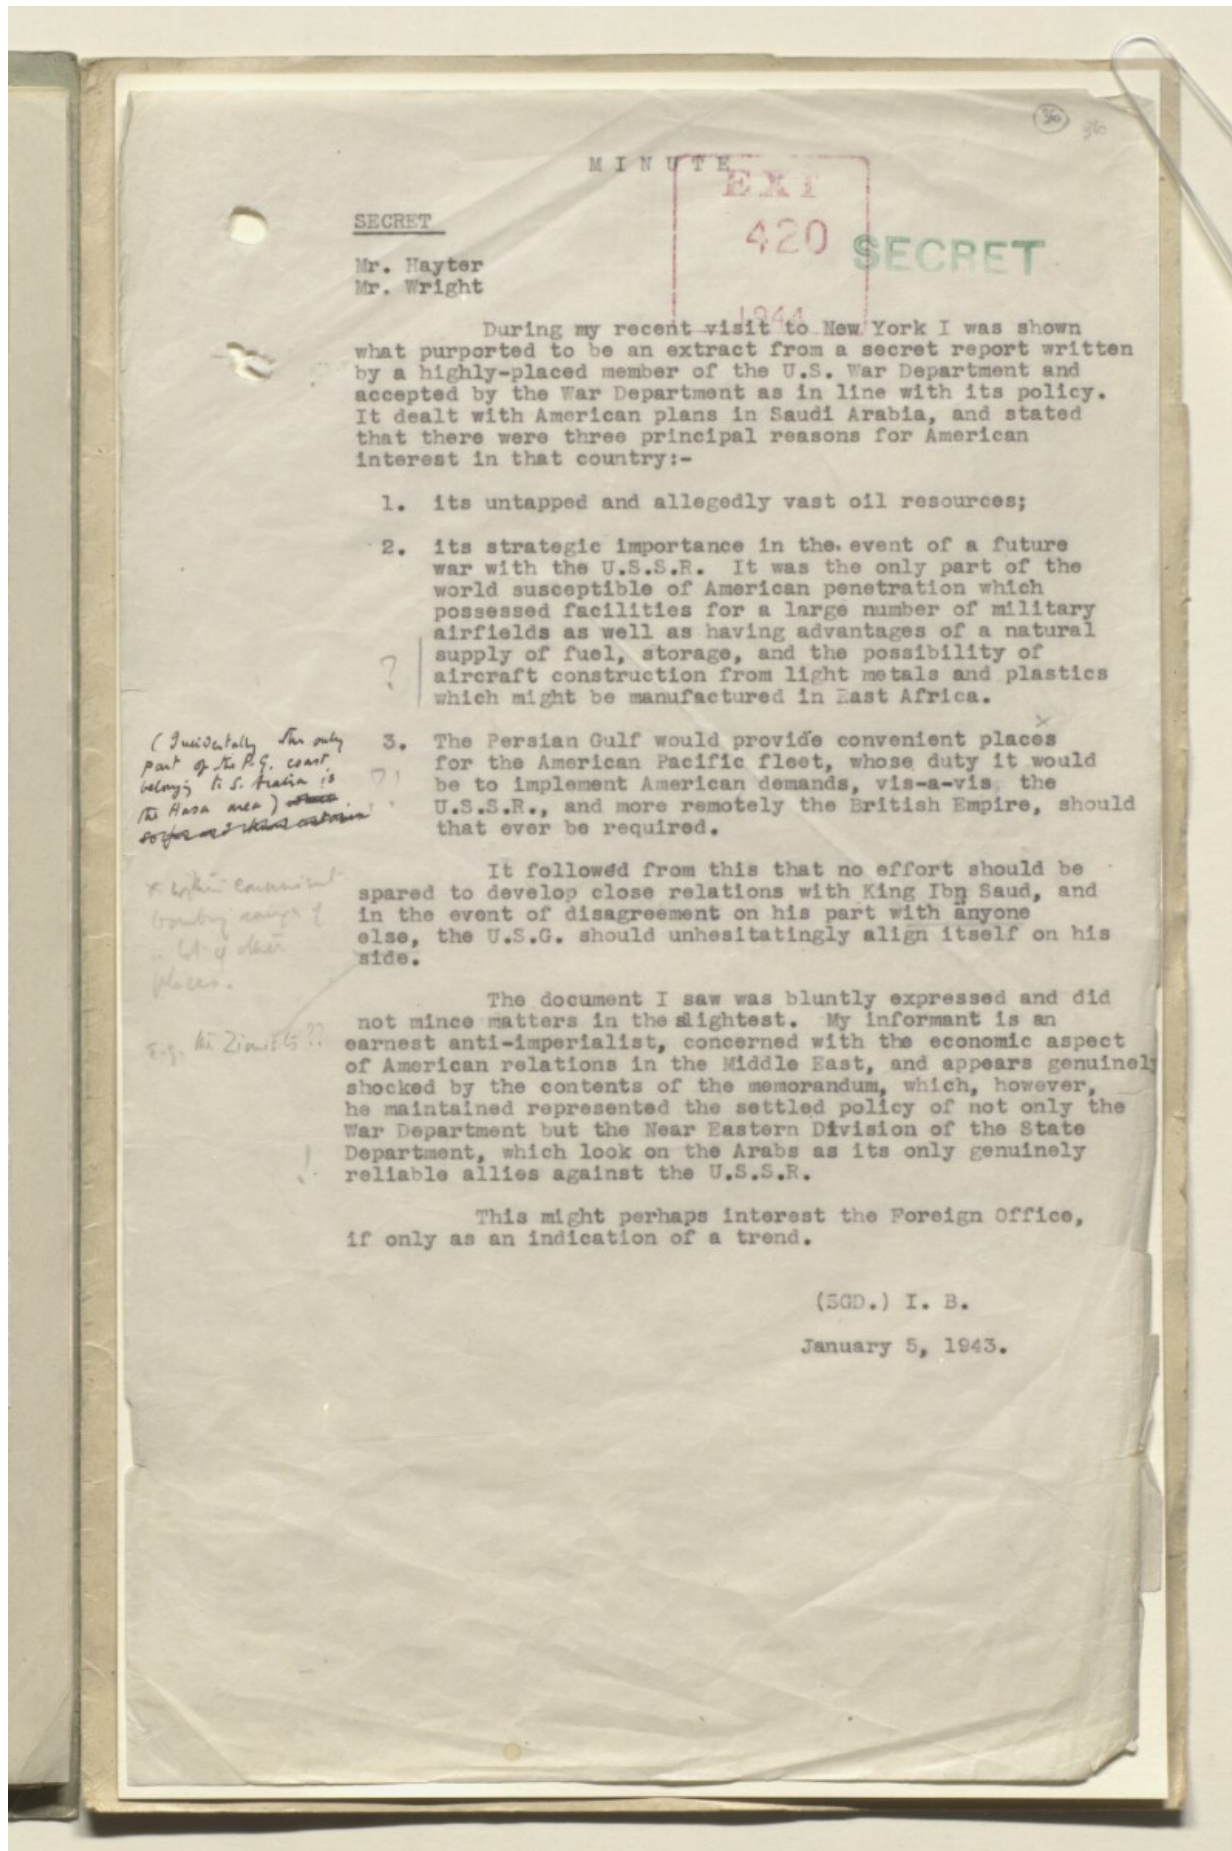 36 36
MINUTE
EXT
420
1944
SECRET
SECRET
Mr. Hayter
Mr. Wright
During my recent visit to New York I was shown
what purported to be an extract from a secret report written
by a highly-placed member of the U.S. War Department and
accepted by the War Department as in line with its policy.
It dealt with American plans in Saudi Arabia, and stated
that there were three principal reasons for American
interest in that country:-
1. its untapped and allegedly vast oil resources;
2. its strategic importance in the event of a future
war with the U.S.S.R. It was the only part of the
world susceptible of American penetration which
possessed facilities for a large number of military
airfields as well as having advantages of a natural
supply of fuel, storage, and the possibility of
aircraft construction from light metals and plastics
which might be manufactured in East Africa.
?
3. The Persian Gulf would provide convenient places x
for the American Pacific fleet, whose duty it would
be to implement American demands, vis-a-vis the
U.S.S.R., and more remotely the British Empire, should
that ever be required.
?!
(Incidentally the only
part of the P.G. coast
belonging to S. Arabia is
the Hasa area)
x within convenient
bombing range of
a lot of other
places.
It followed from this that no effort should be
spared to develop close relations with King Ibn Saud, and
in the event of disagreement on his part with anyone
else, the U.S.G. should unhesitatingly align itself on his
side.
E.g. the Zionists??
The document I saw was bluntly expressed and did
not mince matters in the slightest. My informant is an
earnest anti-imperialist, concerned with the economic aspect
of American relations in the Middle East, and appears genuinely
shocked by the contents of the memorandum, which, however,
he maintained represented the settled policy of not only the
War Department but the Near Eastern Division of the State
Department, which look on the Arabs as its only genuinely
reliable allies against the U.S.S.R.
!
This might perhaps interest the Foreign Office,
if only as an indication of a trend.
(SGD.) I. B.
January 5, 1943.